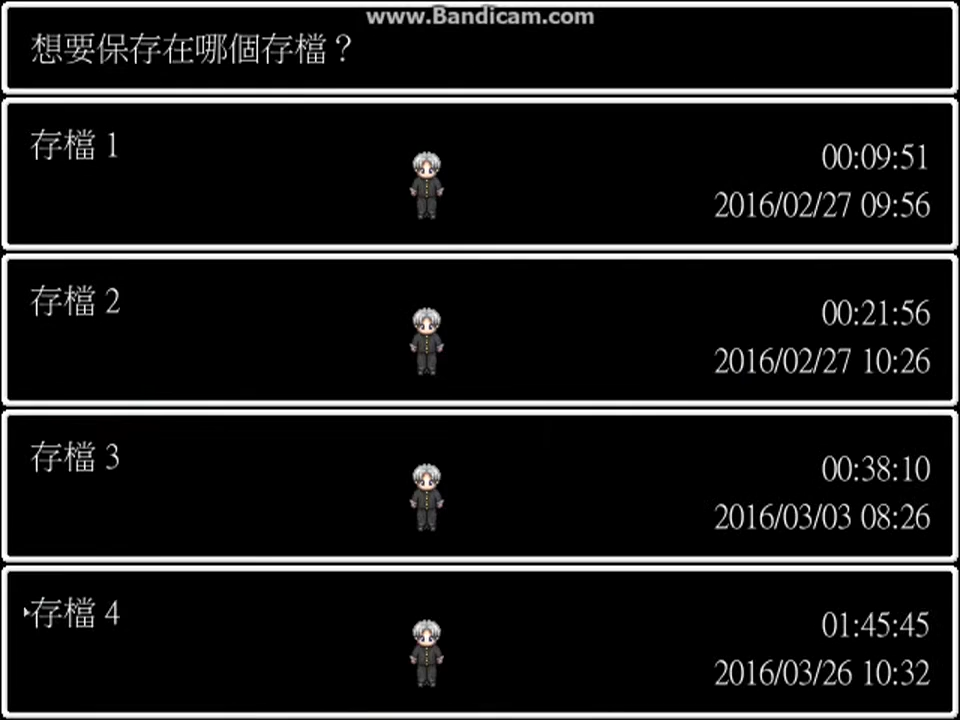 www.Bandicam.com
想要保存在哪個存檔？
存檔 1
00:09:51
2016/02/27 09:56
存檔 2
00:21:56
2016/02/27 10:26
存檔 3
00:38:10
2016/03/03 08:26
存檔 4
01:45:45
2016/03/26 10:32